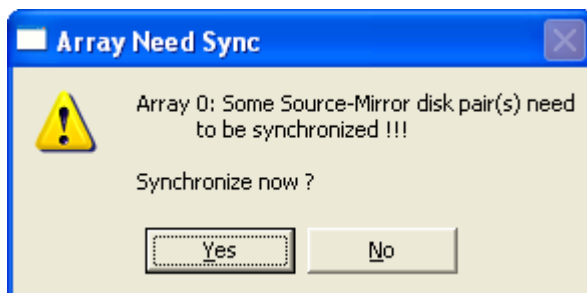 Array Need Sync
Array 0: Some Source-Mirror disk pair(s) need
to be synchronized !!!
Synchronize now ?
Yes No